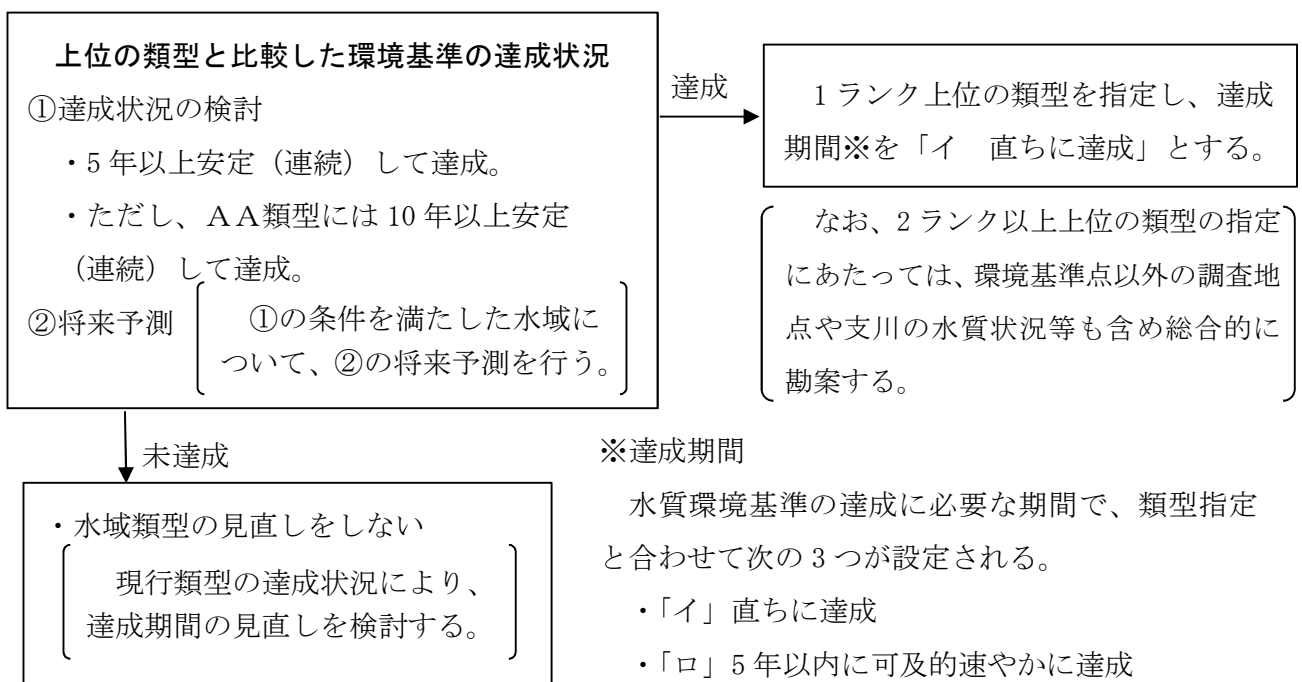 上位の類型と比較した環境基準の達成状況
①達成状況の検討
・5年以上安定（連続）して達成。
・ただし、ＡＡ類型には10年以上安定
（連続）して達成。
②将来予測
①の条件を満たした水域に
ついて、②の将来予測を行う。
達成
1ランク上位の類型を指定し、達成
期間※を「イ　直ちに達成」とする。
なお、2ランク以上上位の類型の指定
にあたっては、環境基準点以外の調査地
点や支川の水質状況等も含め総合的に
勘案する。
未達成
・水域類型の見直しをしない
現行類型の達成状況により、
達成期間の見直しを検討する。
※達成期間
水質環境基準の達成に必要な期間で、類型指定
と合わせて次の3つが設定される。
・「イ」直ちに達成
・「ロ」5年以内に可及的速やかに達成